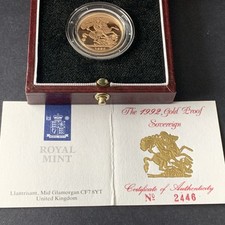 ROYAL
MINT
Llantrisant, Mid Glamorgan CF7 8YT
United Kingdom
The 1992 Gold Proof
Sovereign
Certificate of Authenticity
No 2446